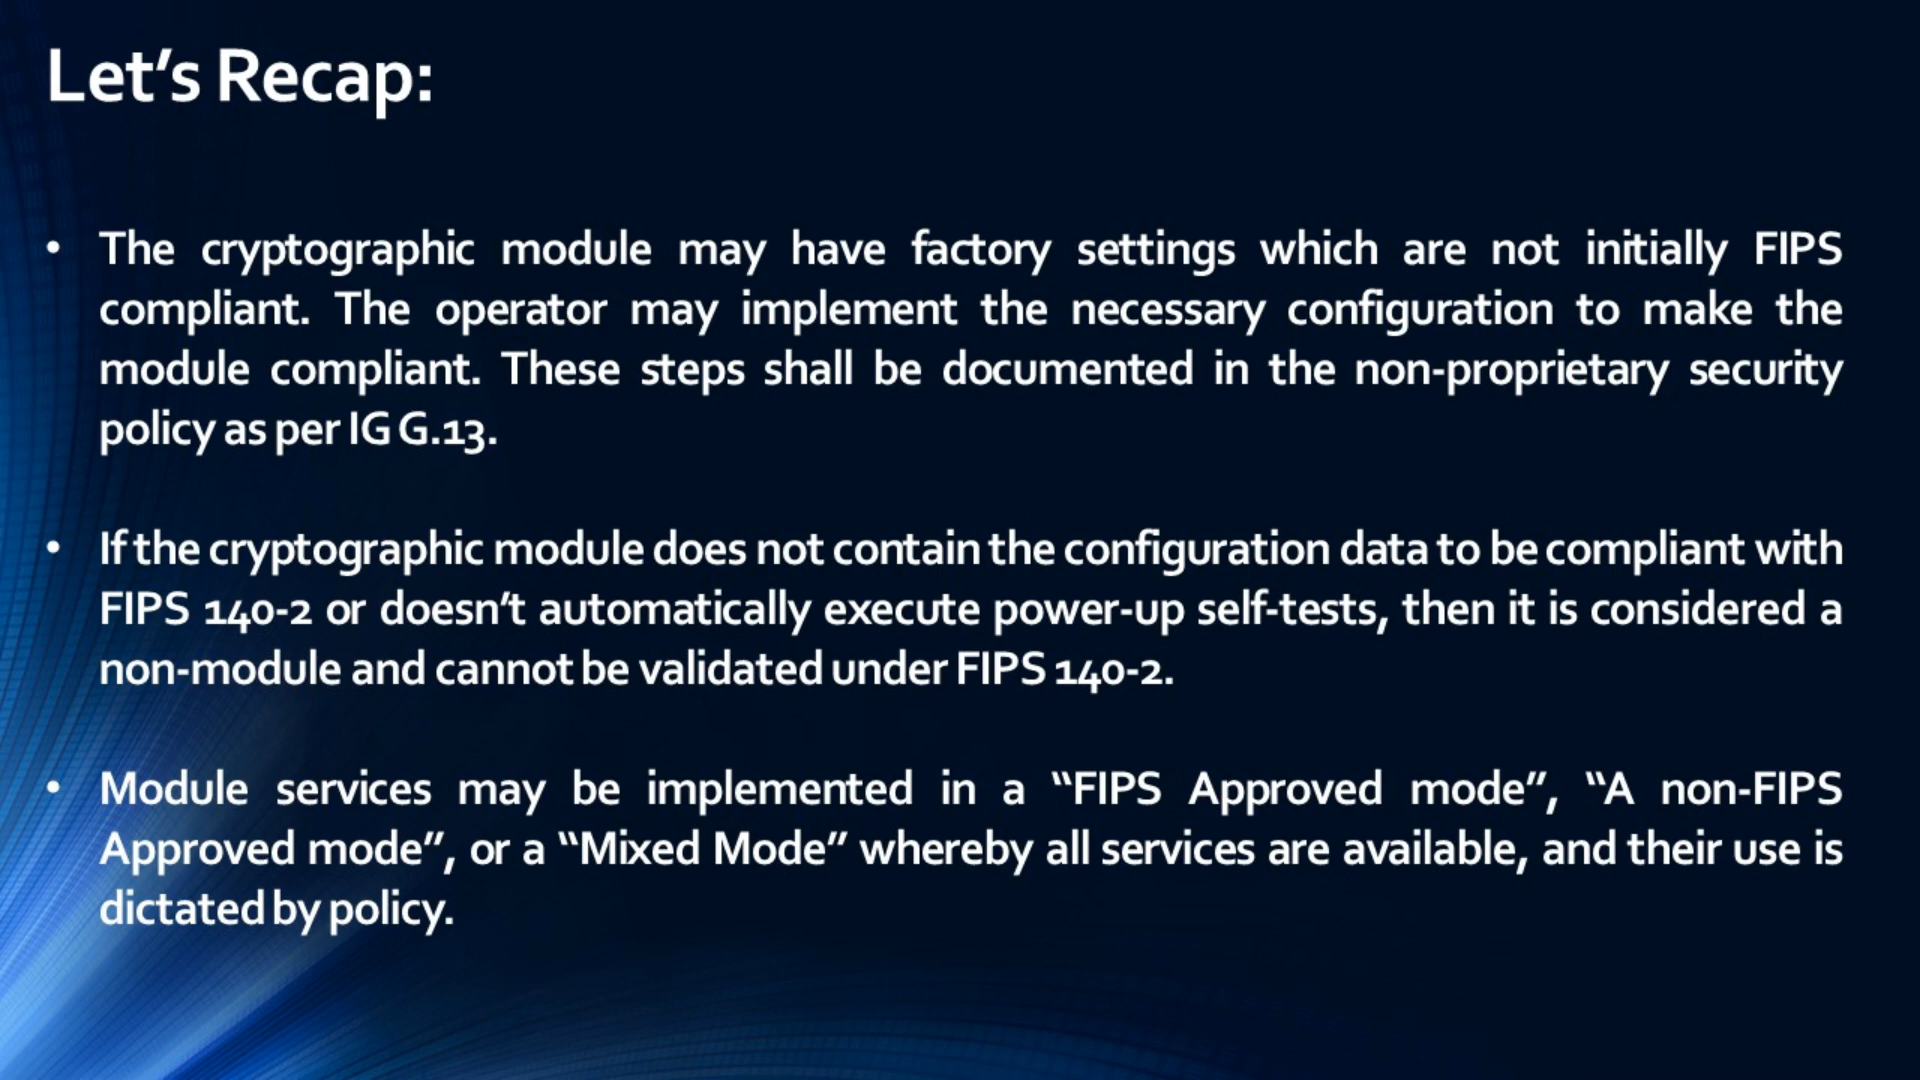 Let’s Recap:
• The cryptographic module may have factory settings which are not initially FIPS
compliant. The operator may implement the necessary configuration to make the
module compliant. These steps shall be documented in the non-proprietary security
policy as per IG G.13.
• If the cryptographic module does not contain the configuration data to be compliant with
FIPS 140-2 or doesn’t automatically execute power-up self-tests, then it is considered a
non-module and cannot be validated under FIPS 140-2.
• Module services may be implemented in a “FIPS Approved mode”, “A non-FIPS
Approved mode”, or a “Mixed Mode” whereby all services are available, and their use is
dictated by policy.